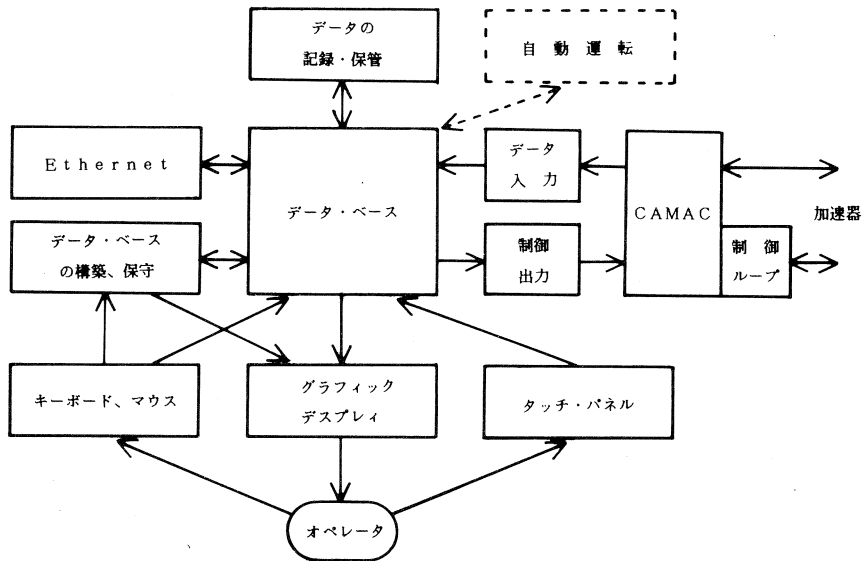 データの
記録・保管
自動運転
Ethernet
データ
入力
データ・ベース
CAMAC
加速器
データ・ベース
の構築、保守
制御
出力
制御
ループ
キーボード、マウス
グラフィック
デスプレィ
タッチ・パネル
オペレータ